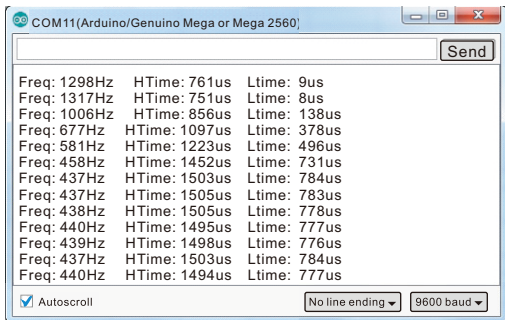 COM11(Arduino/Genuino Mega or Mega 2560)
Send
Freq: 1298Hz HTime: 761us Ltime: 9us
Freq: 1317Hz HTime: 751us Ltime: 8us
Freq: 1006Hz HTime: 856us Ltime: 138us
Freq: 677Hz HTime: 1097us Ltime: 378us
Freq: 581Hz HTime: 1223us Ltime: 496us
Freq: 458Hz HTime: 1452us Ltime: 731us
Freq: 437Hz HTime: 1503us Ltime: 784us
Freq: 437Hz HTime: 1505us Ltime: 783us
Freq: 438Hz HTime: 1505us Ltime: 778us
Freq: 440Hz HTime: 1495us Ltime: 777us
Freq: 439Hz HTime: 1498us Ltime: 776us
Freq: 437Hz HTime: 1503us Ltime: 784us
Freq: 440Hz HTime: 1494us Ltime: 777us
Autoscroll No line ending 9600 baud